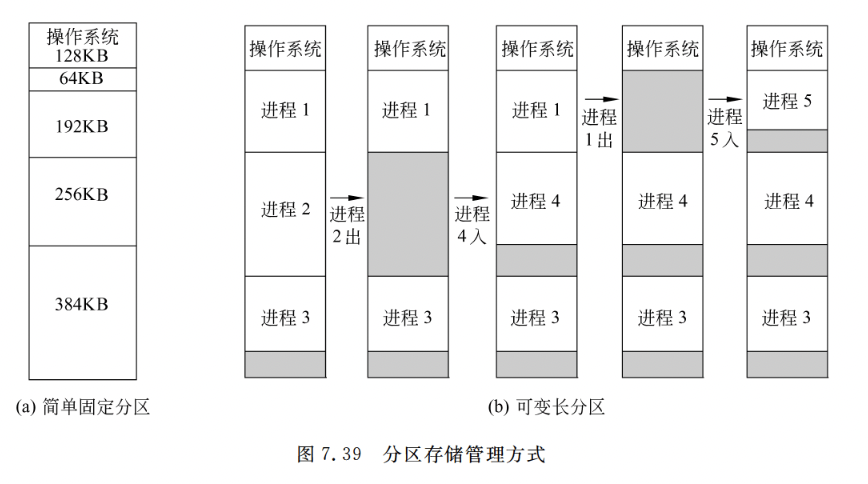 操作系统
128KB
64KB
192KB
256KB
384KB
(a) 简单固定分区
操作系统
进程 1
进程 2
进程 3
进程
2 出
操作系统
进程 1
进程 3
进程
4 入
操作系统
进程 1
进程 4
进程 3
进程
1 出
操作系统
进程 4
进程 3
进程
5 入
操作系统
进程 5
进程 4
进程 3
(b) 可变长分区
图 7.39 分区存储管理方式